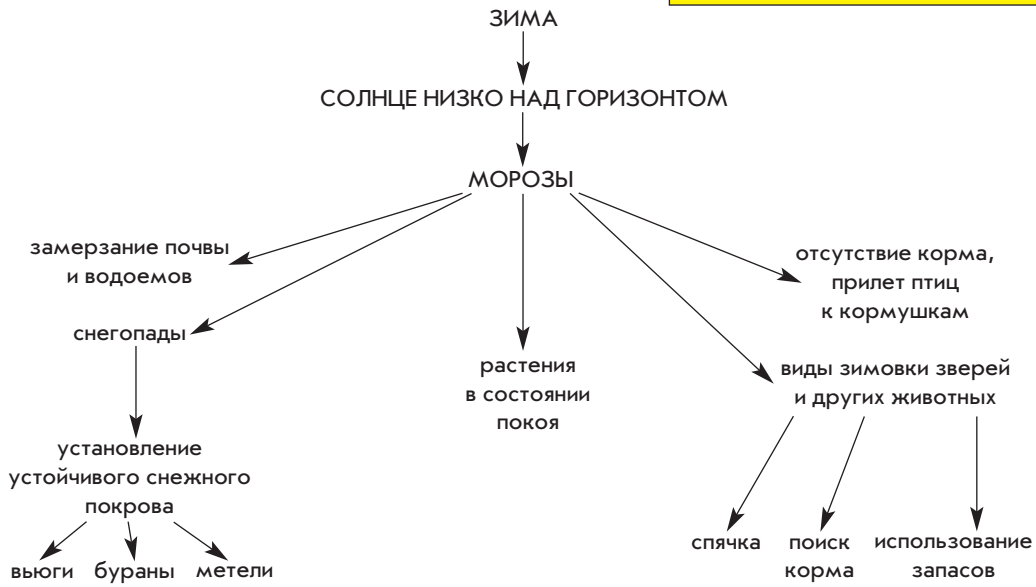 ЗИМА
СОЛНЦЕ НИЗКО НАД ГОРИЗОНТОМ
МОРОЗЫ
замерзание почвы
и водоемов
снегопады
установление
устойчивого снежного
покрова
вьюги бураны метели
растения
в состоянии
покоя
отсутствие корма,
прилет птиц
к кормушкам
виды зимовки зверей
и других животных
спячка
поиск
корма
использование
запасов